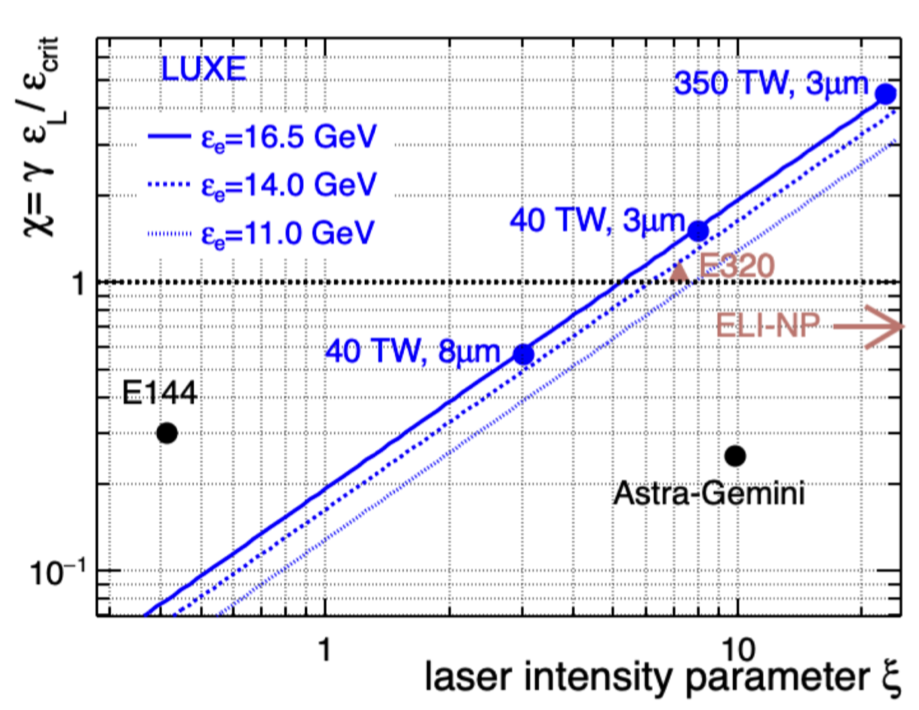 χ= γ ε_L / ε_crit
LUXE
ε_e=16.5 GeV
ε_e=14.0 GeV
ε_e=11.0 GeV
350 TW, 3μm
40 TW, 3μm
E320
1
ELI-NP
40 TW, 8μm
E144
Astra-Gemini
10⁻¹
1
10
laser intensity parameter ξ